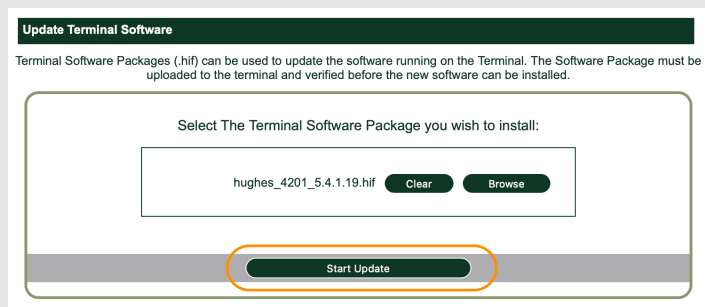 Update Terminal Software
Terminal Software Packages (.hif) can be used to update the software running on the Terminal. The Software Package must be
uploaded to the terminal and verified before the new software can be installed.
Select The Terminal Software Package you wish to install:
hughes_4201_5.4.1.19.hif Clear Browse
Start Update